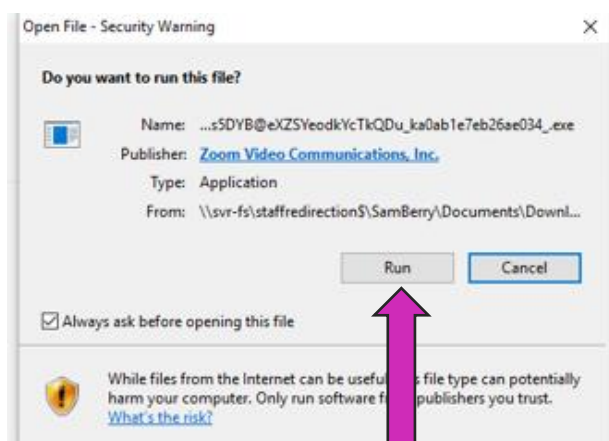 Open File - Security Warning
Do you want to run this file?
Name: ...s5DYB@eXZSYeodkYcTkQDu_ka0ab1e7eb26ae034_.exe
Publisher: Zoom Video Communications, Inc.
Type: Application
From: \\svr-fs\staffredirection$\SamBerry\Documents\Downl...
Run Cancel
Always ask before opening this file
While files from the Internet can be useful file type can potentially
harm your computer. Only run software publishers you trust.
What's the risk?